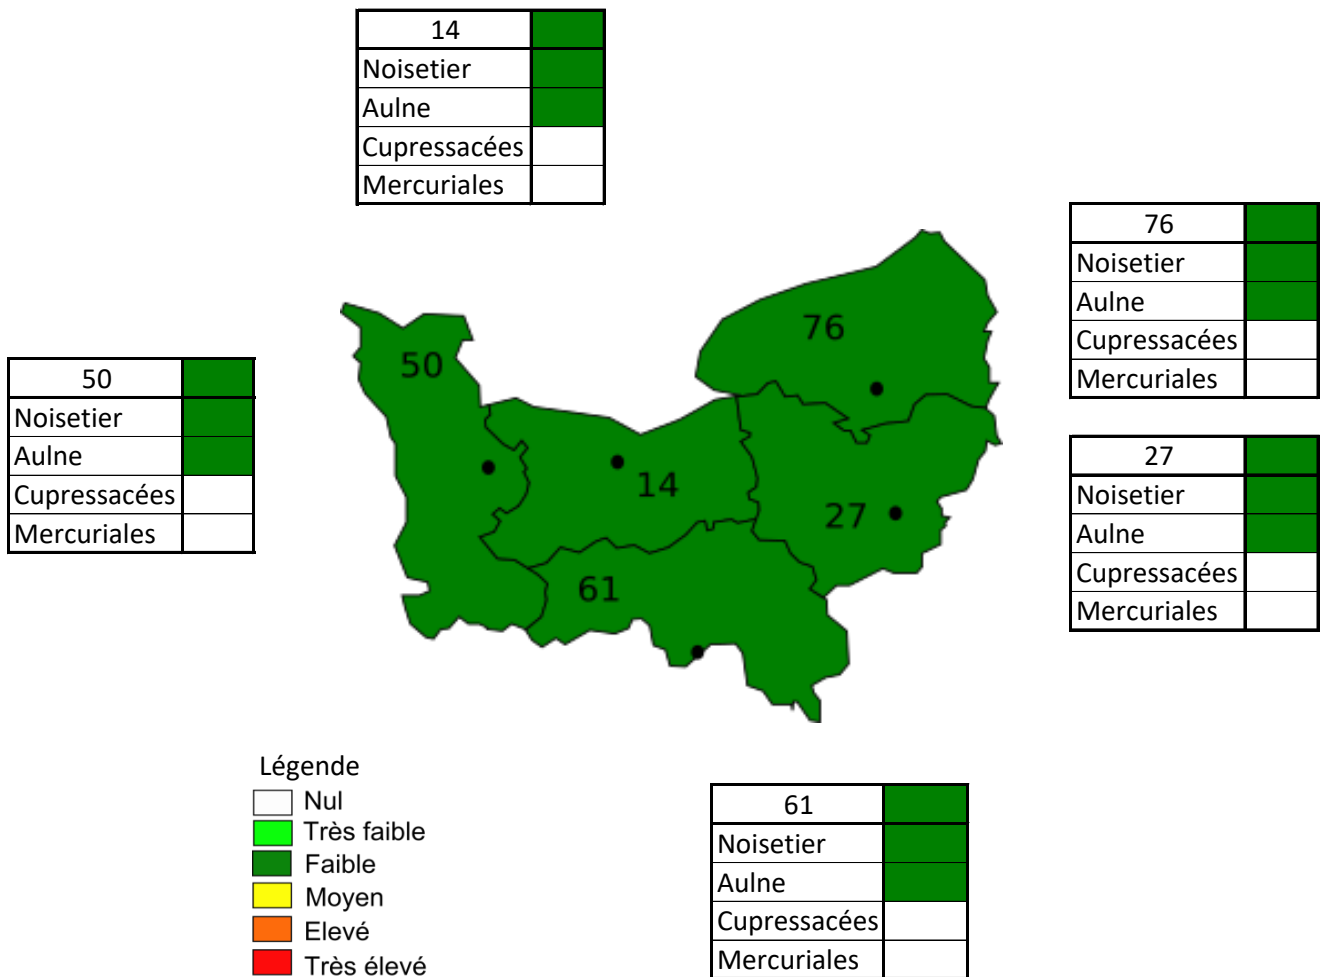 14
Noisetier
Aulne
Cupressacées
Mercuriales
76
Noisetier
Aulne
Cupressacées
Mercuriales
76
50
50
Noisetier
Aulne
Cupressacées
Mercuriales
14
27
61
27
Noisetier
Aulne
Cupressacées
Mercuriales
Légende
Nul
Très faible
Faible
Moyen
Elevé
Très élevé
61
Noisetier
Aulne
Cupressacées
Mercuriales